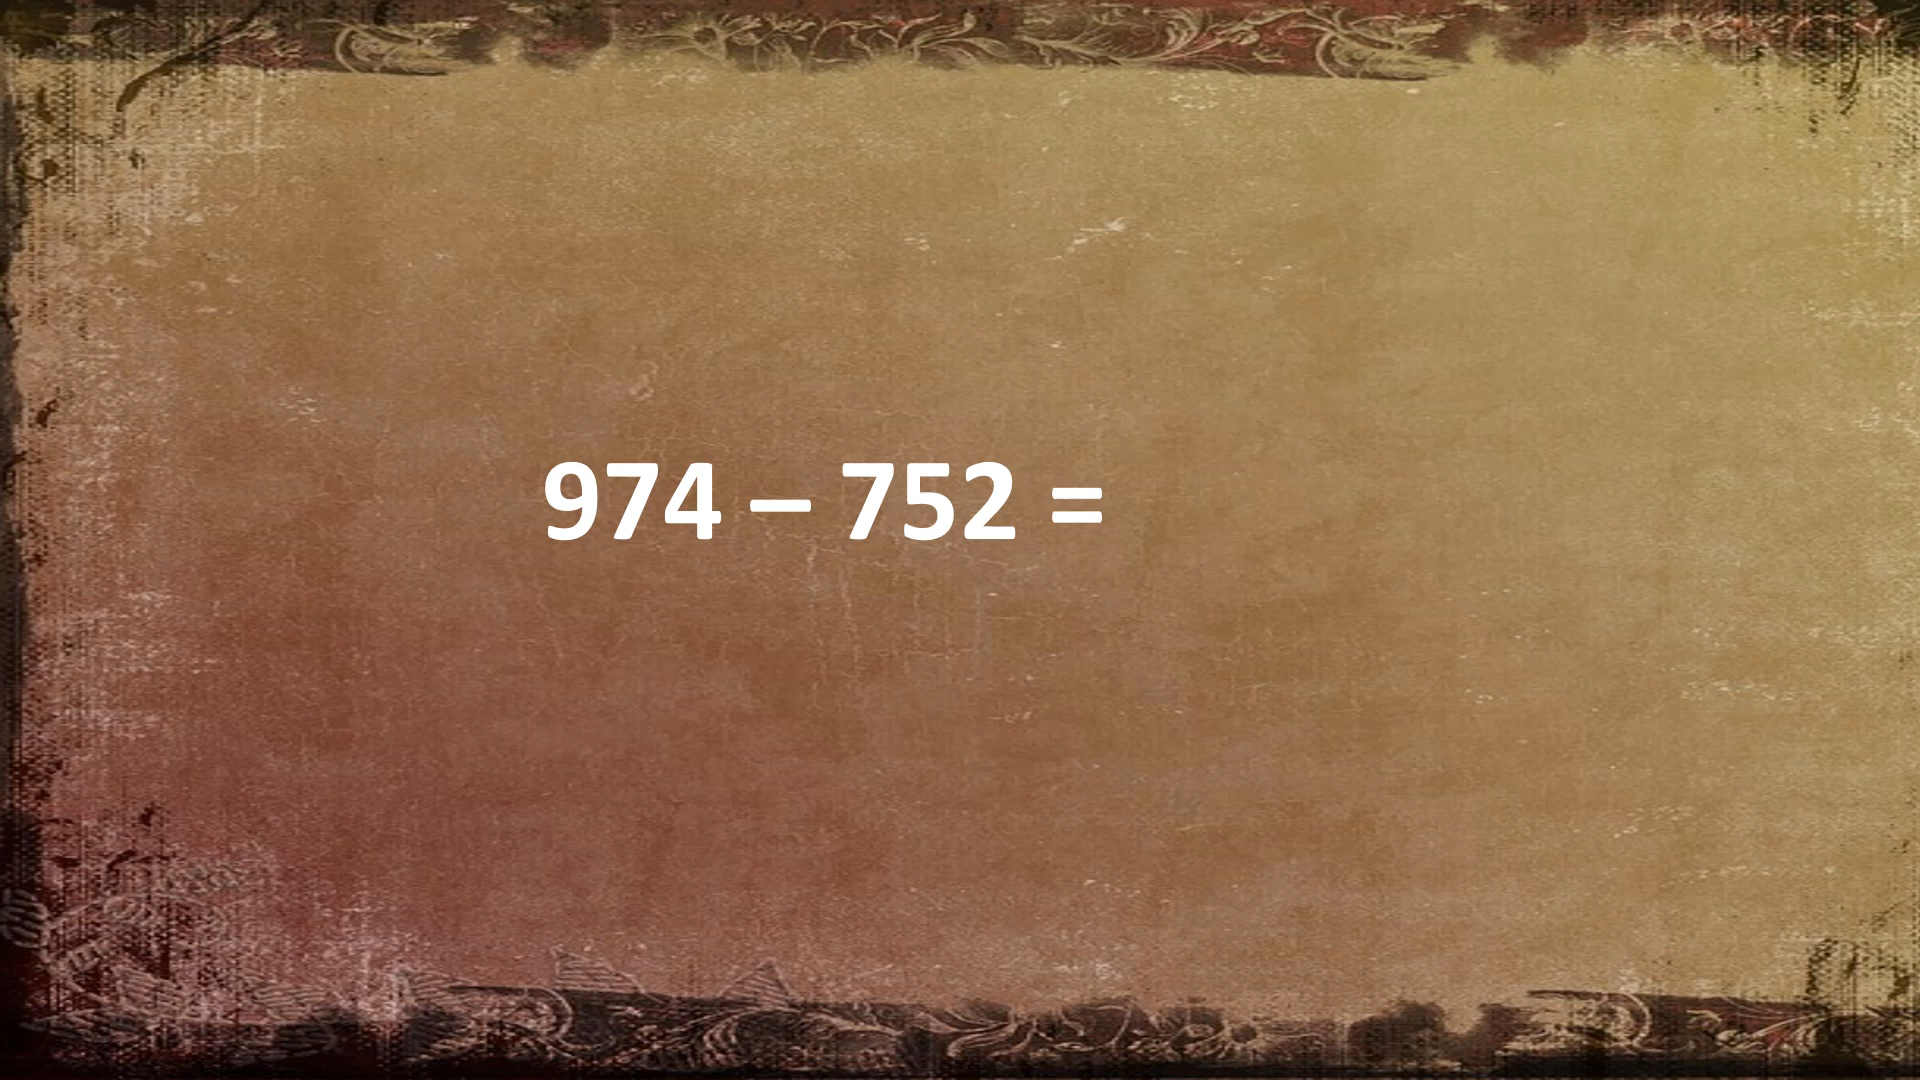 974 – 752 =